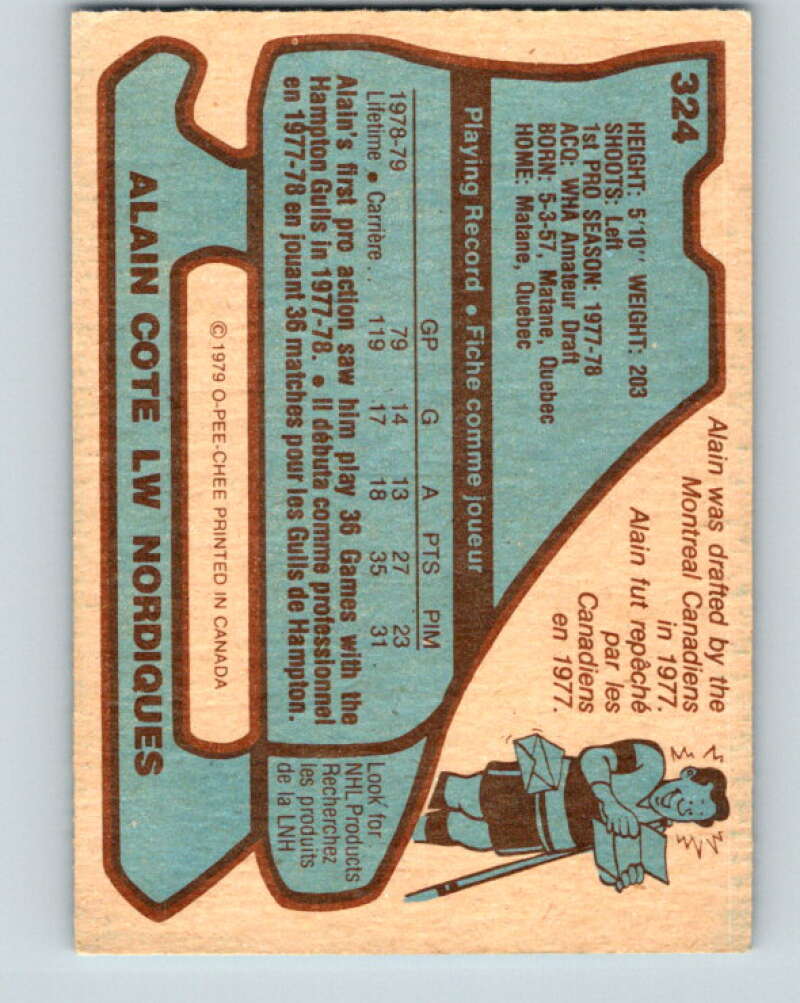 324
HEIGHT: 5'10" WEIGHT: 203
SHOOTS: Left
1st PRO SEASON: 1977-78
ACQ: WHA Amateur Draft
BORN: 5-3-57, Matane, Quebec
HOME: Malane, Quebec
Alain was drafted by the
Montreal Canadiens
in 1977.
Alain fut repêché
par les
Canadiens
en 1977.
Playing Record • Fiche comme joueur
GP G A PTS PIM
1978-79 79 14 13 27 23
Lifetime • Carrière .. 119 17 18 35 31
Alain's first pro action saw him play 36 Games with the
Hampton Gulls in 1977-78. • Il débuta comme professionnel
en 1977-78 en jouant 36 matches pour les Gulls de Hampton.
Look for
NHL Products
Recherchez
les produits
de la LNH
© 1979 O-PEE-CHEE PRINTED IN CANADA
ALAIN COTE LW NORDIQUES